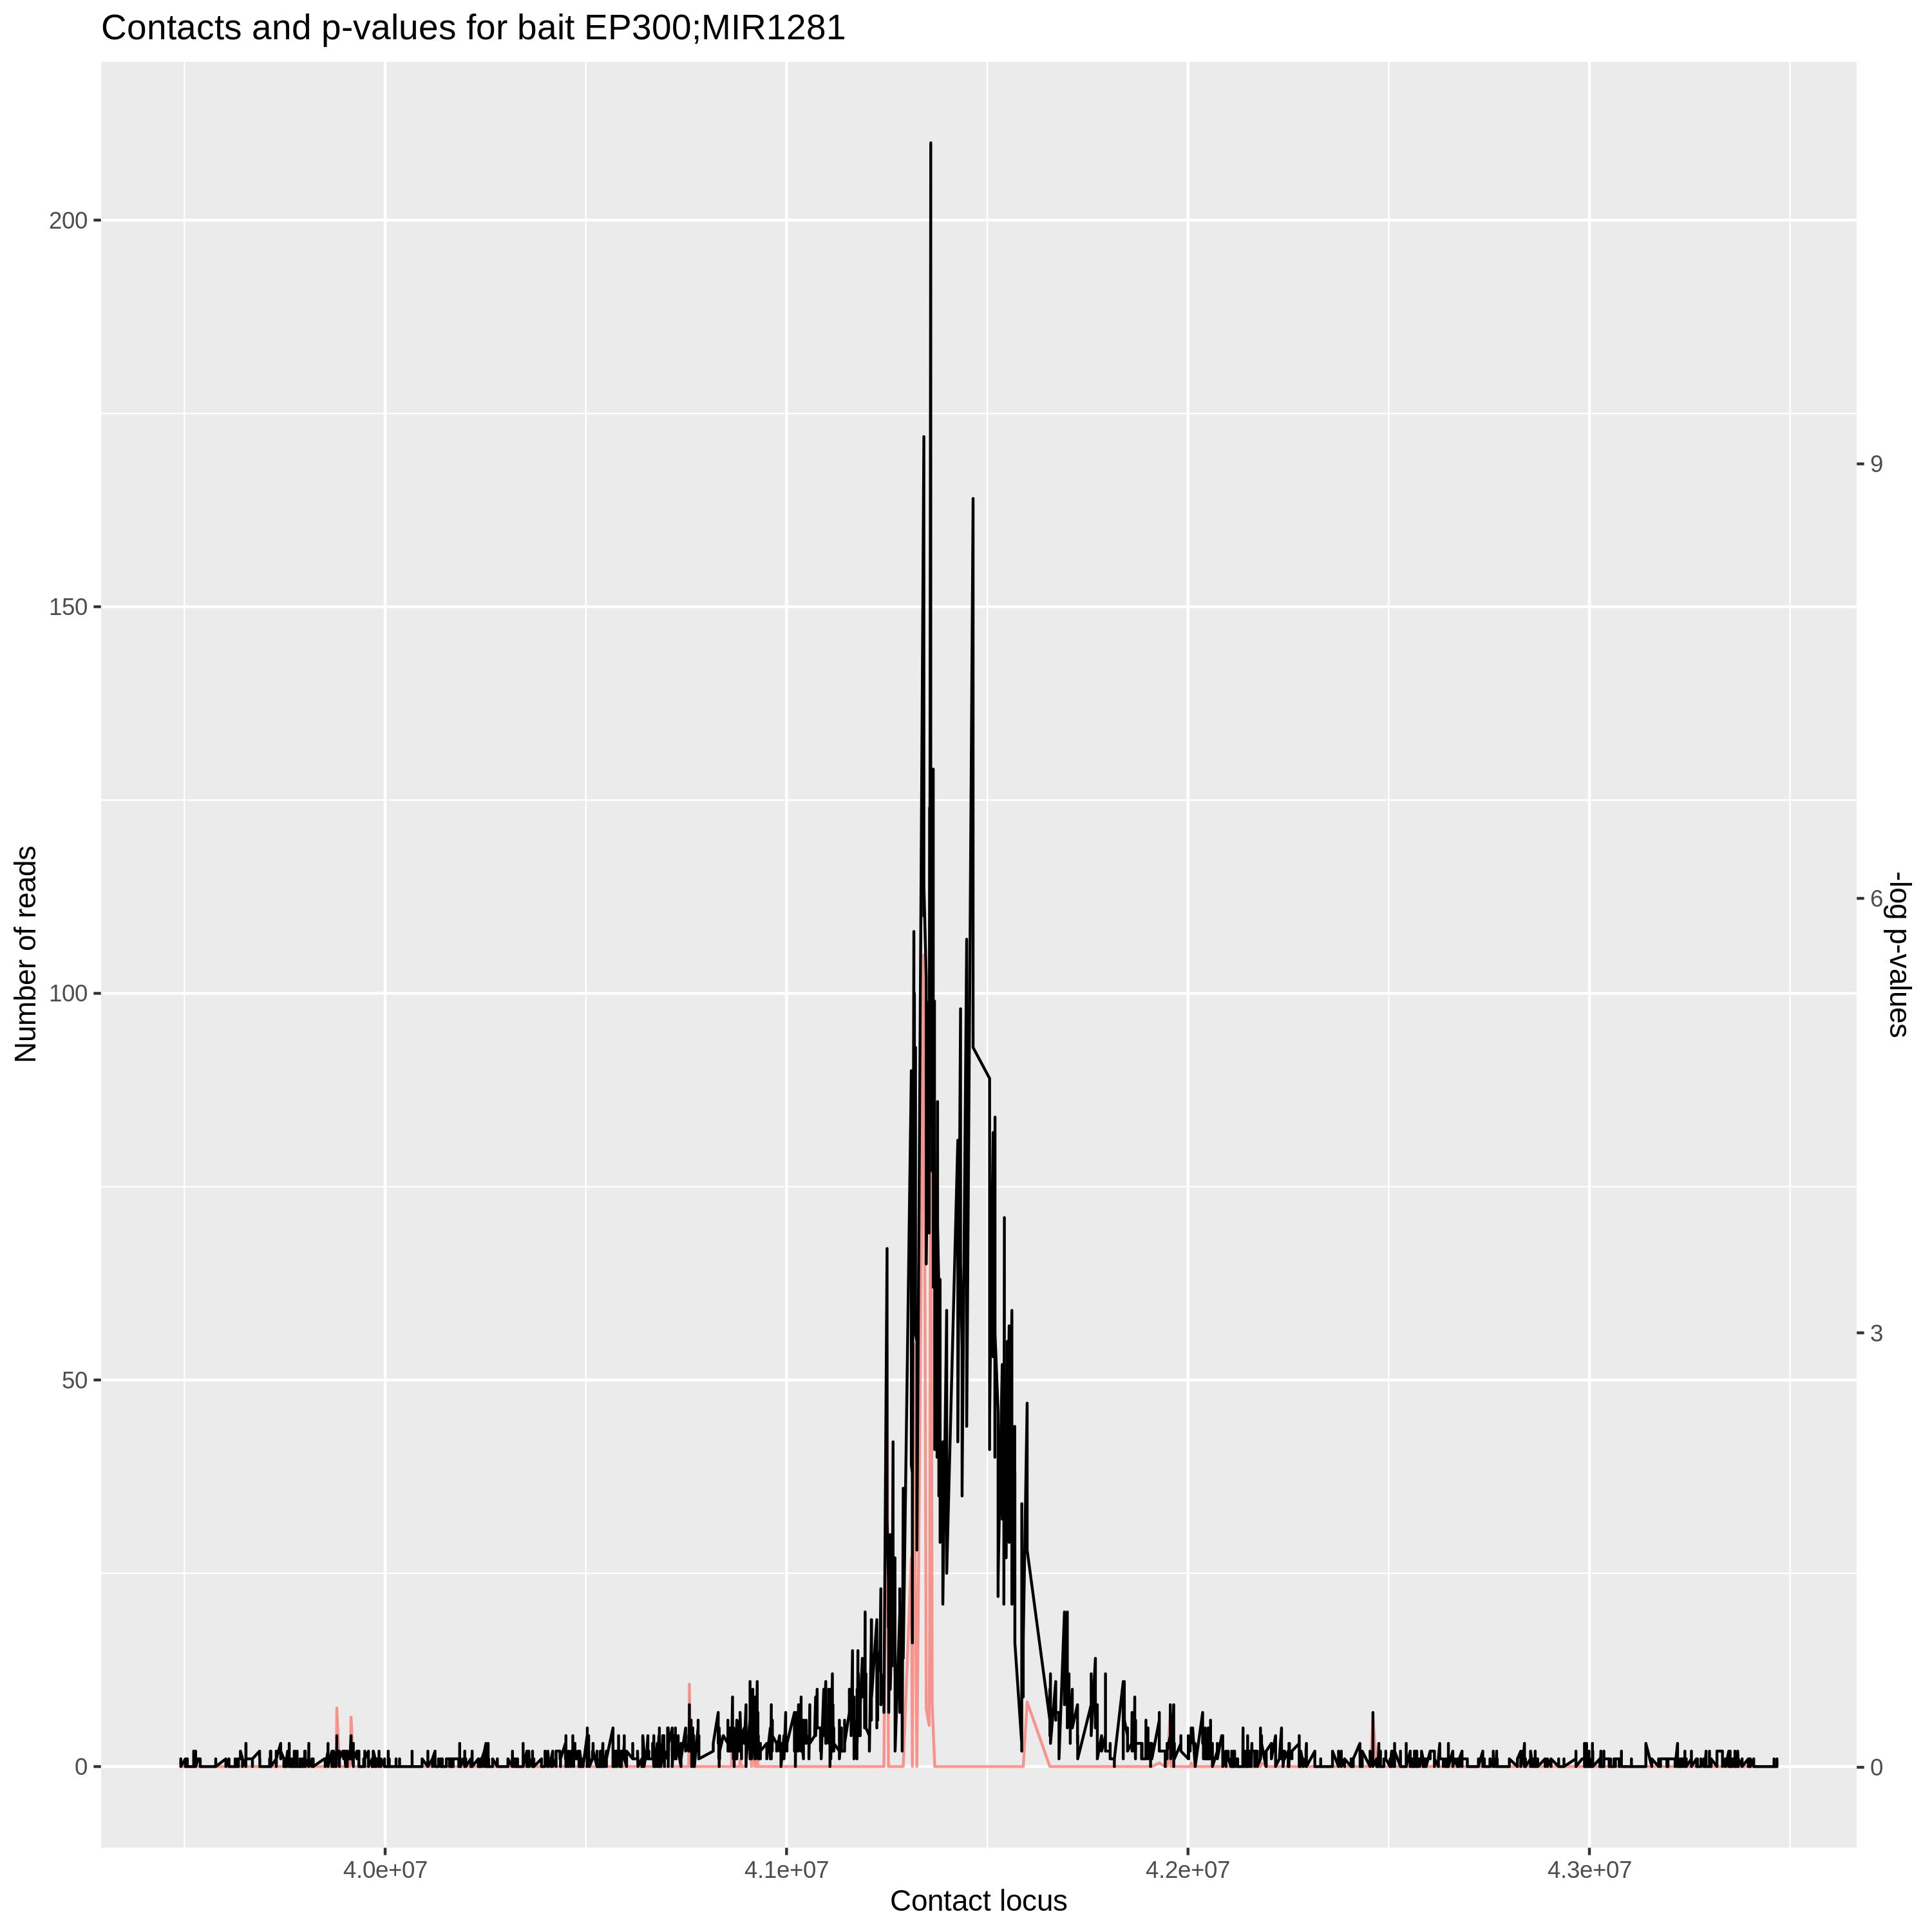 Contacts and p-values for bait EP300;MIR1281
200
150
100
50
0
Number of reads
9
6
3
0
-log p-values
4.0e+07
4.1e+07
4.2e+07
4.3e+07
Contact locus